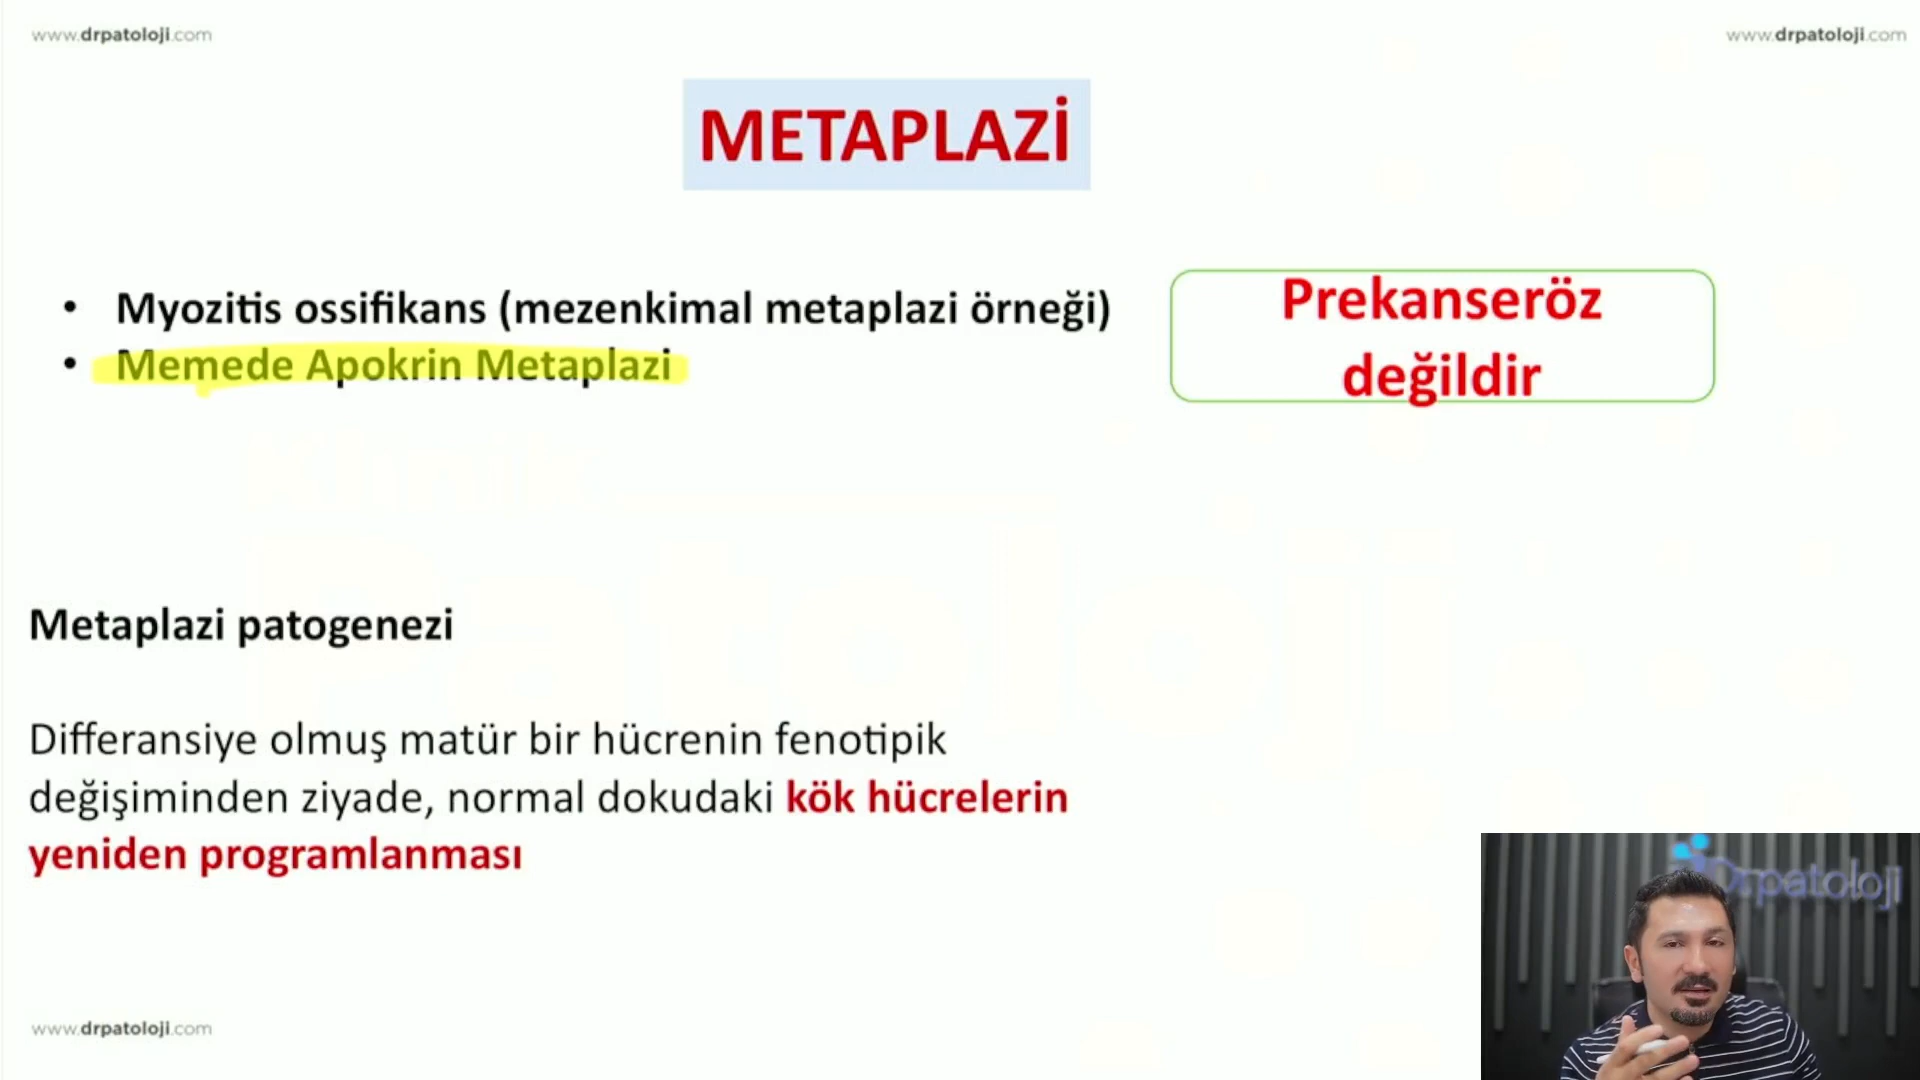 www.drpatoloji.com
www.drpatoloji.com
METAPLAZİ
• Myozitis ossifikans (mezenkimal metaplazi örneği)
• Memede Apokrin Metaplazi
Prekanseröz
değildir
Metaplazi patogenezi
Differansiye olmuş matür bir hücrenin fenotipik
değişiminden ziyade, normal dokudaki kök hücrelerin
yeniden programlanması
Drpatoloji
www.drpatoloji.com